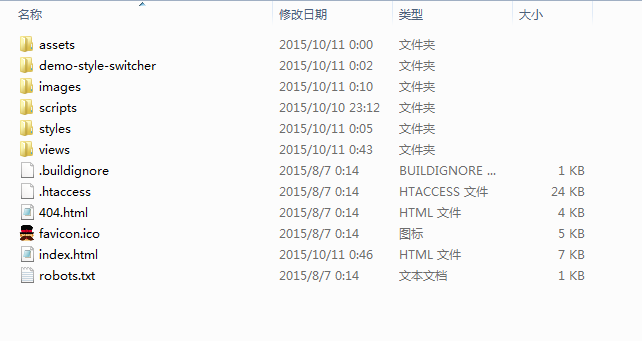 名称 修改日期 类型 大小
assets 2015/10/11 0:00 文件夹
demo-style-switcher 2015/10/11 0:02 文件夹
images 2015/10/11 0:10 文件夹
scripts 2015/10/10 23:12 文件夹
styles 2015/10/11 0:05 文件夹
views 2015/10/11 0:43 文件夹
.buildignore 2015/8/7 0:14 BUILDIGNORE ... 1 KB
.htaccess 2015/8/7 0:14 HTACCESS 文件 24 KB
404.html 2015/8/7 0:14 HTML 文件 4 KB
favicon.ico 2015/8/7 0:14 图标 5 KB
index.html 2015/10/11 0:46 HTML 文件 7 KB
robots.txt 2015/8/7 0:14 文本文档 1 KB